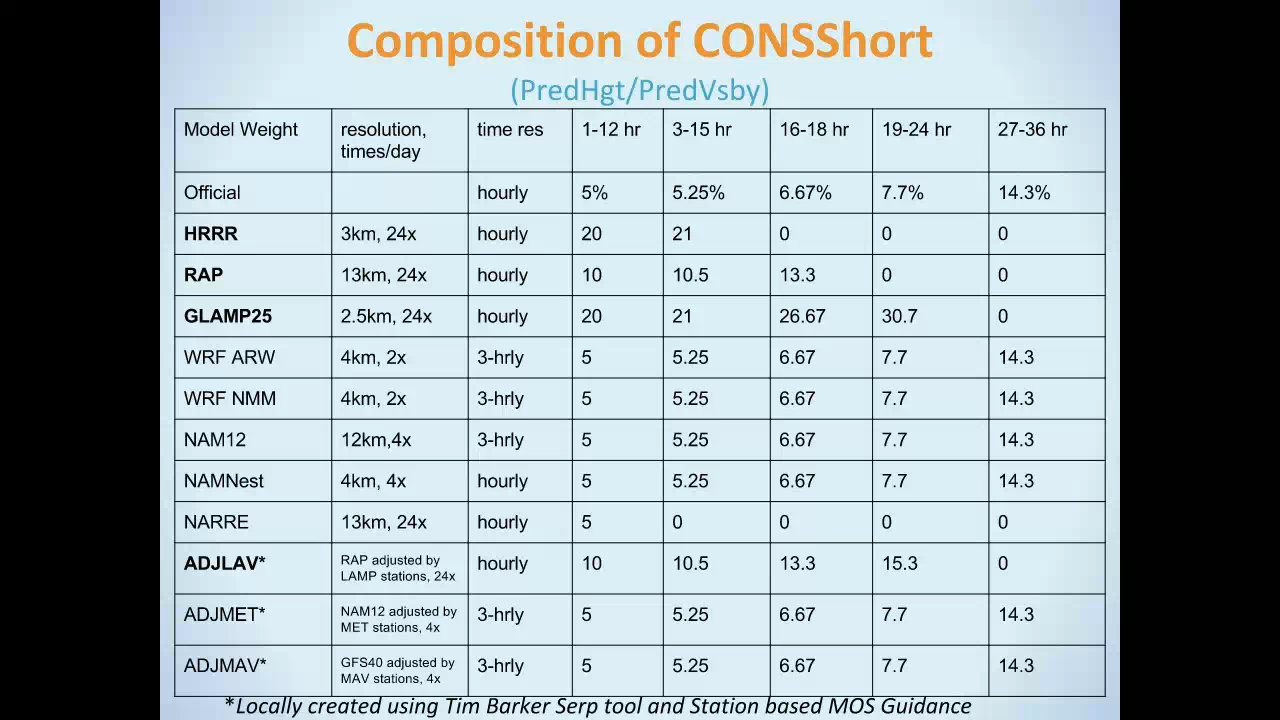 Composition of CONSShort
(PredHgt/PredVsby)
Model Weight resolution, times/day time res 1-12 hr 3-15 hr 16-18 hr 19-24 hr 27-36 hr
Official hourly 5% 5.25% 6.67% 7.7% 14.3%
HRRR 3km, 24x hourly 20 21 0 0 0
RAP 13km, 24x hourly 10 10.5 13.3 0 0
GLAMP25 2.5km, 24x hourly 20 21 26.67 30.7 0
WRF ARW 4km, 2x 3-hrly 5 5.25 6.67 7.7 14.3
WRF NMM 4km, 2x 3-hrly 5 5.25 6.67 7.7 14.3
NAM12 12km,4x 3-hrly 5 5.25 6.67 7.7 14.3
NAMNest 4km, 4x hourly 5 5.25 6.67 7.7 14.3
NARRE 13km, 24x hourly 5 0 0 0 0
ADJLAV* RAP adjusted by LAMP stations, 24x hourly 10 10.5 13.3 15.3 0
ADJMET* NAM12 adjusted by MET stations, 4x 3-hrly 5 5.25 6.67 7.7 14.3
ADJMAV* GFS40 adjusted by MAV stations, 4x 3-hrly 5 5.25 6.67 7.7 14.3
*Locally created using Tim Barker Serp tool and Station based MOS Guidance